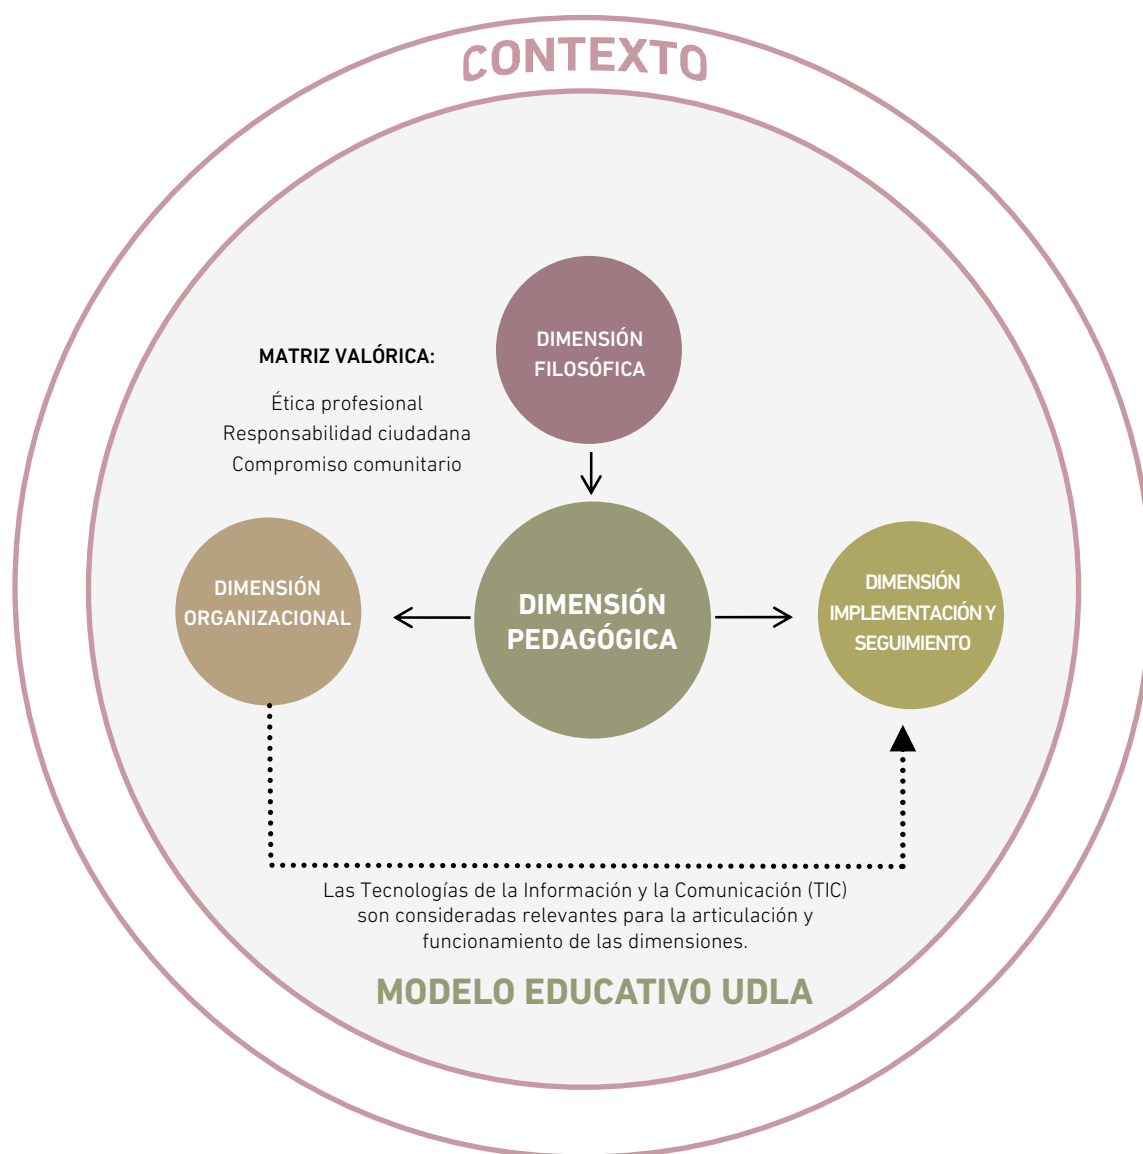 CONTEXTO
DIMENSIÓN
FILOSÓFICA
MATRIZ VALÓRICA:
Ética profesional
Responsabilidad ciudadana
Compromiso comunitario
DIMENSIÓN
ORGANIZACIONAL
DIMENSIÓN
PEDAGÓGICA
DIMENSIÓN
IMPLEMENTACIÓN Y
SEGUIMIENTO
Las Tecnologías de la Información y la Comunicación (TIC)
son consideradas relevantes para la articulación y
funcionamiento de las dimensiones.
MODELO EDUCATIVO UDLA